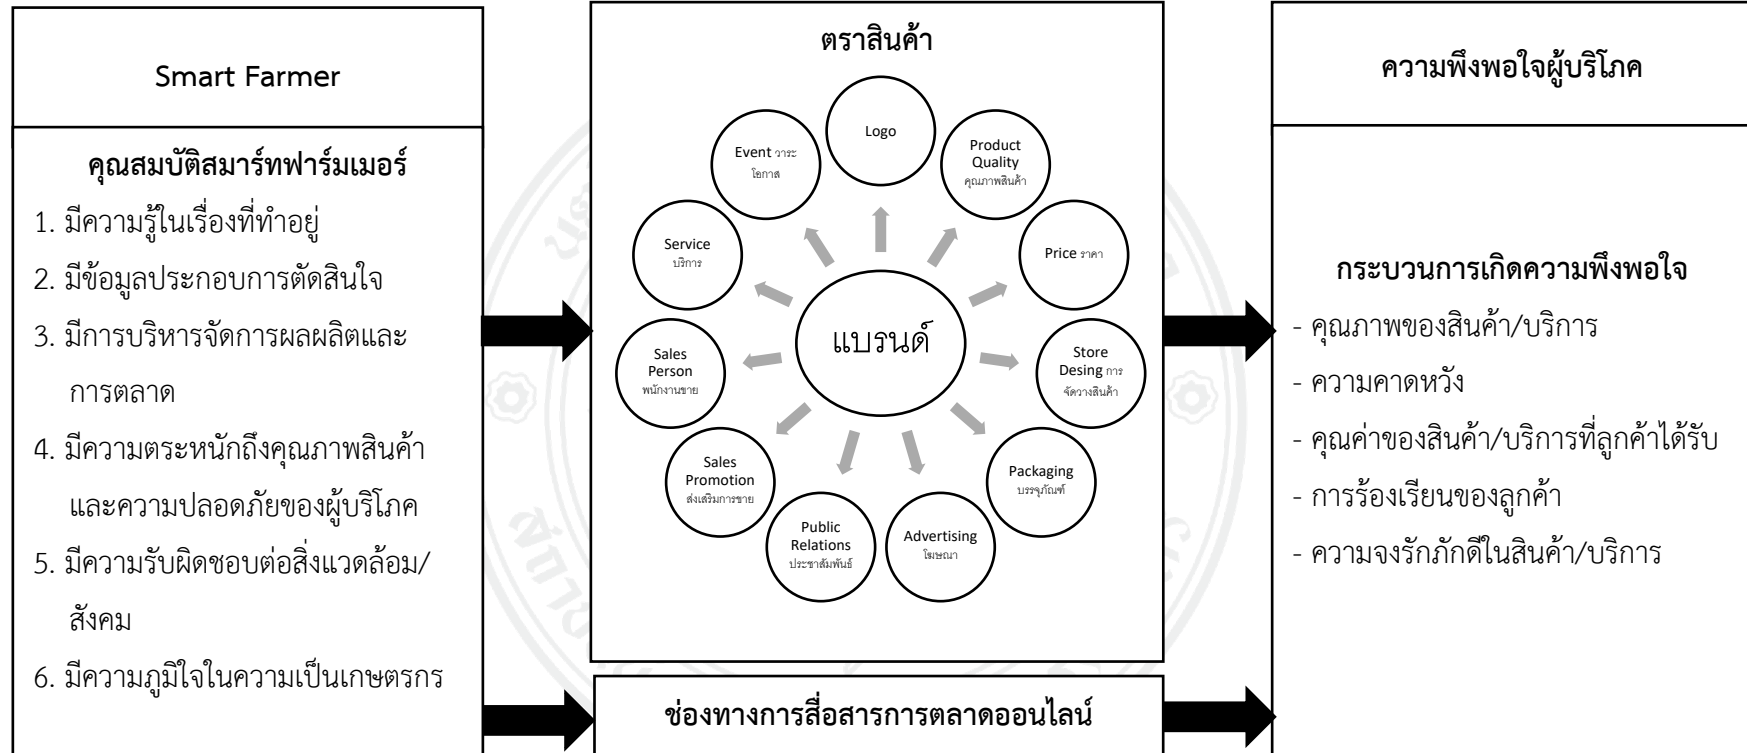 Smart Farmer
คุณสมบัติสมาร์ทฟาร์มเมอร์
1. มีความรู้ในเรื่องที่ทำอยู่
2. มีข้อมูลประกอบการตัดสินใจ
3. มีการบริหารจัดการผลผลิตและ
การตลาด
4. มีความตระหนักถึงคุณภาพสินค้า
และความปลอดภัยของผู้บริโภค
5. มีความรับผิดชอบต่อสิ่งแวดล้อม/
สังคม
6. มีความภูมิใจในความเป็นเกษตรกร
ตราสินค้า
แบรนด์
Logo
Product
Quality
คุณภาพสินค้า
Price ราคา
Store
Desing การ
จัดวางสินค้า
Packaging
บรรจุภัณฑ์
Advertising
โฆษณา
Public
Relations
ประชาสัมพันธ์
Sales
Promotion
ส่งเสริมการขาย
Sales
Person
พนักงานขาย
Service
บริการ
Event วาระ
โอกาส
ช่องทางการสื่อสารการตลาดออนไลน์
ความพึงพอใจผู้บริโภค
กระบวนการเกิดความพึงพอใจ
- คุณภาพของสินค้า/บริการ
- ความคาดหวัง
- คุณค่าของสินค้า/บริการที่ลูกค้าได้รับ
- การร้องเรียนของลูกค้า
- ความจงรักภักดีในสินค้า/บริการ